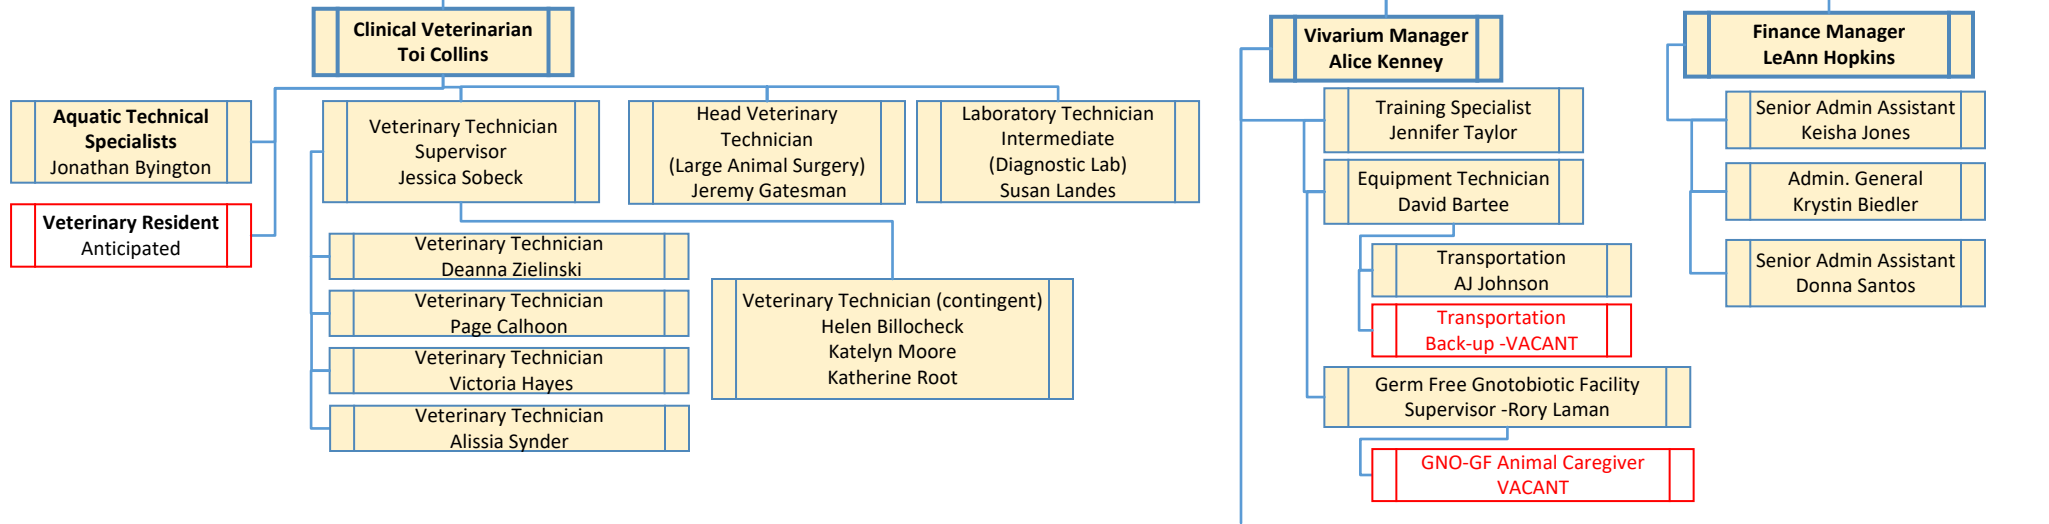 Clinical Veterinarian
Toi Collins
Vivarium Manager
Alice Kenney
Finance Manager
LeAnn Hopkins
Aquatic Technical
Specialists
Jonathan Byington
Veterinary Resident
Anticipated
Veterinary Technician
Supervisor
Jessica Sobeck
Head Veterinary
Technician
(Large Animal Surgery)
Jeremy Gatesman
Laboratory Technician
Intermediate
(Diagnostic Lab)
Susan Landes
Veterinary Technician
Deanna Zielinski
Veterinary Technician
Page Calhoon
Veterinary Technician
Victoria Hayes
Veterinary Technician
Alissia Synder
Veterinary Technician (contingent)
Helen Billocheck
Katelyn Moore
Katherine Root
Training Specialist
Jennifer Taylor
Equipment Technician
David Bartee
Transportation
AJ Johnson
Transportation
Back-up -VACANT
Germ Free Gnotobiotic Facility
Supervisor -Rory Laman
GNO-GF Animal Caregiver
VACANT
Senior Admin Assistant
Keisha Jones
Admin. General
Krystin Biedler
Senior Admin Assistant
Donna Santos